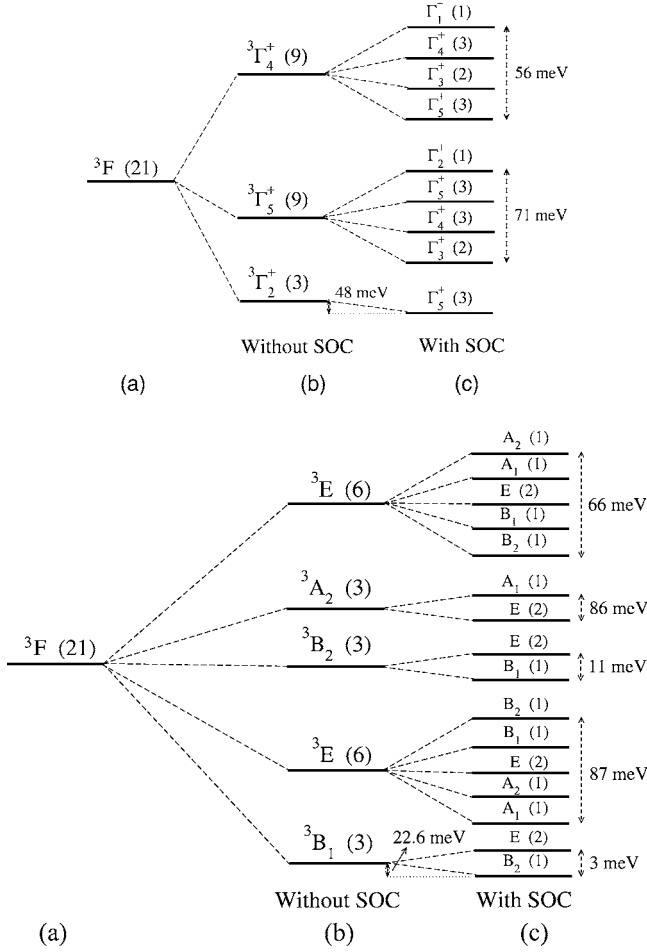 Γ₁⁺ (1)
³Γ₄⁺ (9)
Γ₄⁺ (3)
56 meV
Γ₃⁺ (2)
Γ₅⁺ (3)
³F (21)
Γ₂⁺ (1)
³Γ₅⁺ (9)
Γ₅⁺ (3)
71 meV
Γ₄⁺ (3)
Γ₃⁺ (2)
³Γ₂⁺ (3)
48 meV
Γ₅⁺ (3)
Without SOC
With SOC
(a)
(b)
(c)
A₂ (1)
³E (6)
A₁ (1)
E (2)
66 meV
B₁ (1)
B₂ (1)
³A₂ (3)
A₁ (1)
86 meV
E (2)
³F (21)
³B₂ (3)
E (2)
11 meV
B₁ (1)
B₂ (1)
B₁ (1)
³E (6)
E (2)
87 meV
A₂ (1)
A₁ (1)
³B₁ (3)
22.6 meV
E (2)
3 meV
B₂ (1)
Without SOC
With SOC
(a)
(b)
(c)